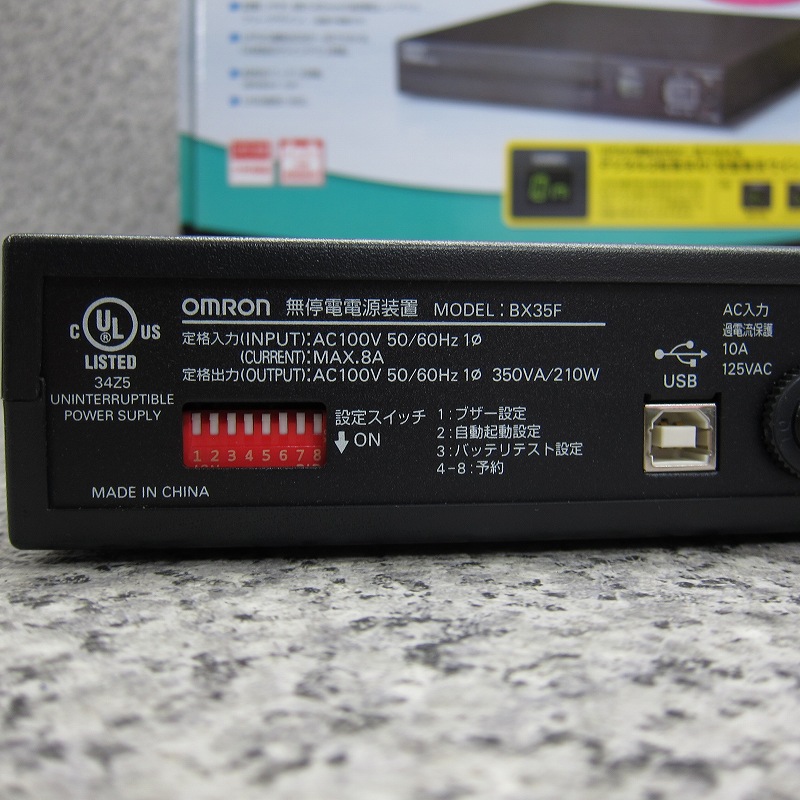 C UL US
LISTED
34Z5
UNINTERRUPTIBLE
POWER SUPLY
MADE IN CHINA
OMRON 無停電電源装置 MODEL : BX35F
定格入力(INPUT) : AC100V 50/60Hz 1ø
(CURRENT) : MAX.8A
定格出力(OUTPUT) : AC100V 50/60Hz 1ø 350VA/210W
1 2 3 4 5 6 7 8
設定スイッチ
↓ ON
1 : ブザー設定
2 : 自動起動設定
3 : バッテリテスト設定
4-8 : 予約
USB
AC入力
過電流保護
10A
125VAC